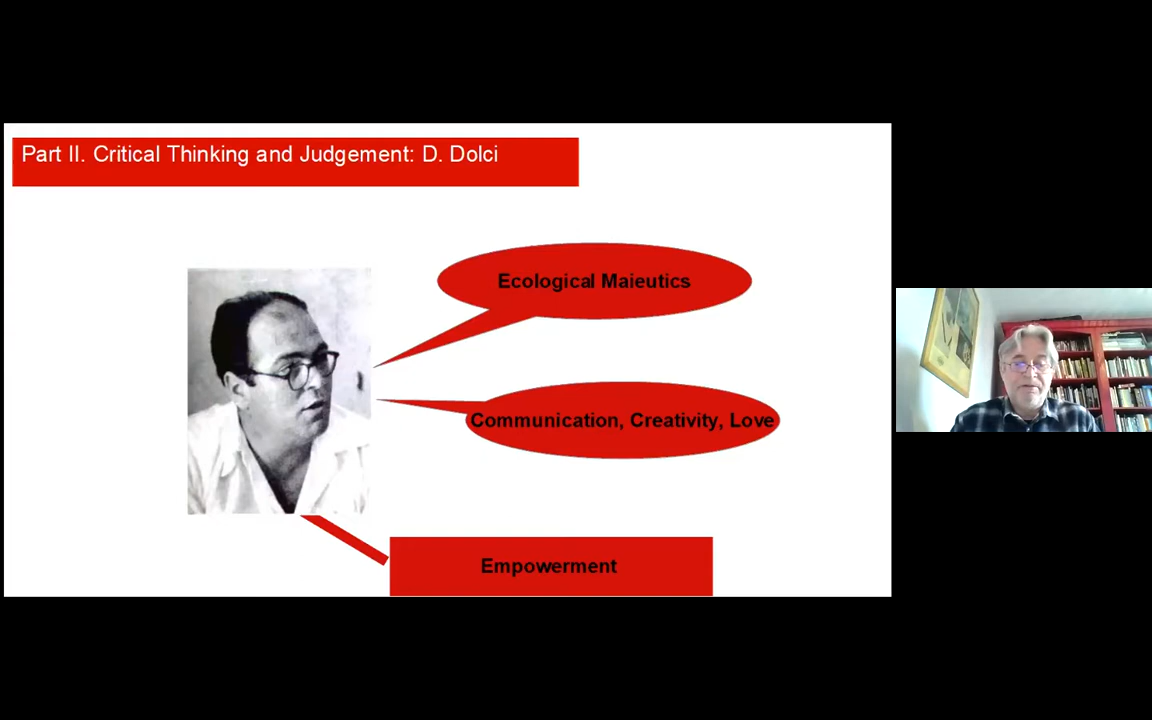 Part II. Critical Thinking and Judgement: D. Dolci
Ecological Maieutics
Communication, Creativity, Love
Empowerment